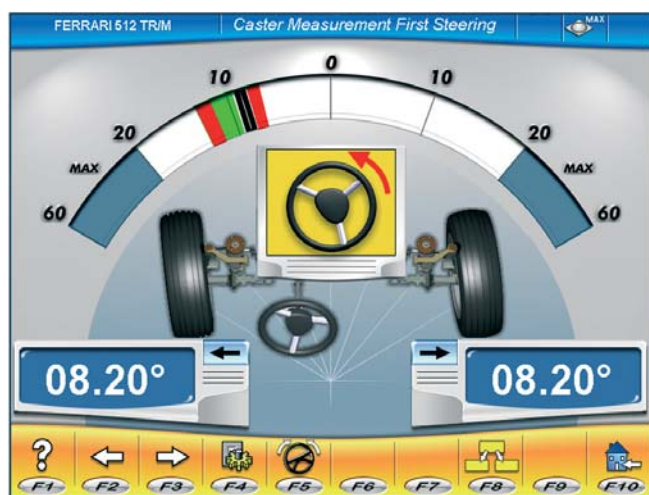 FERRARI 512 TR/M
Caster Measurement First Steering
MAX
0
10
10
20
20
MAX
MAX
60
60
08.20°
08.20°
?
F1 F2 F3 F4 F5 F6 F7 F8 F9 F10